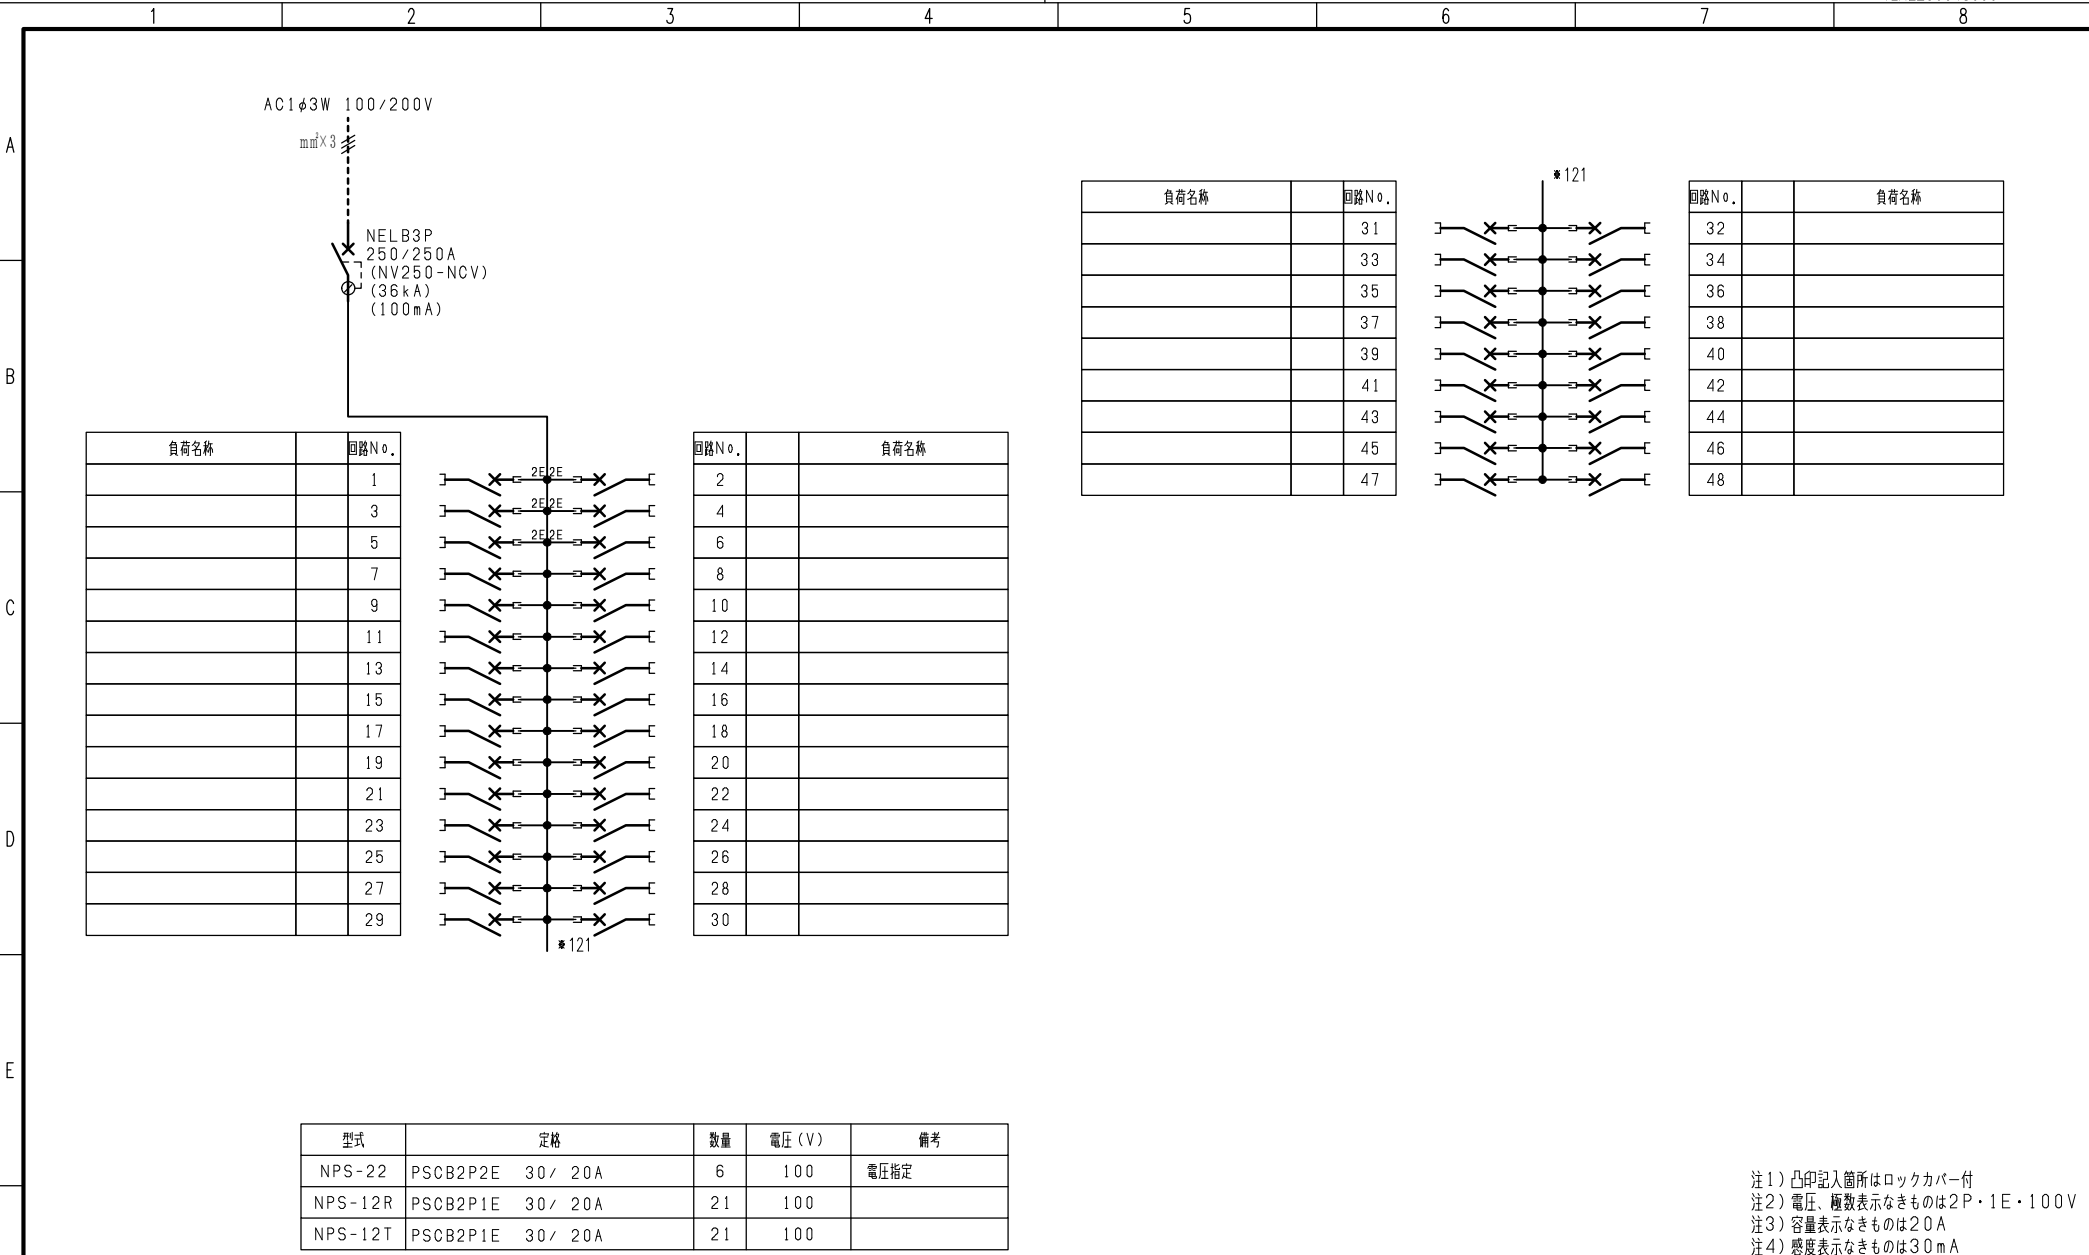 1 2 3 4 5 6 7 8
A
B
C
D
E
AC1φ3W 100/200V
mm²×3
NELB3P
250/250A
(NV250-NCV)
(36kA)
(100mA)
負荷名称 回路No.
1
3
5
7
9
11
13
15
17
19
21
23
25
27
29
2E 2E
2E 2E
2E 2E
※121
回路No. 負荷名称
2
4
6
8
10
12
14
16
18
20
22
24
26
28
30
負荷名称 回路No.
31
33
35
37
39
41
43
45
47
※121
回路No. 負荷名称
32
34
36
38
40
42
44
46
48
型式 定格 数量 電圧(V) 備考
NPS-22 PSCB2P2E 30/ 20A 6 100 電圧指定
NPS-12R PSCB2P1E 30/ 20A 21 100
NPS-12T PSCB2P1E 30/ 20A 21 100
注1)凸印記入箇所はロックカバー付
注2)電圧、極数表示なきものは2P・1E・100V
注3)容量表示なきものは20A
注4)感度表示なきものは30mA